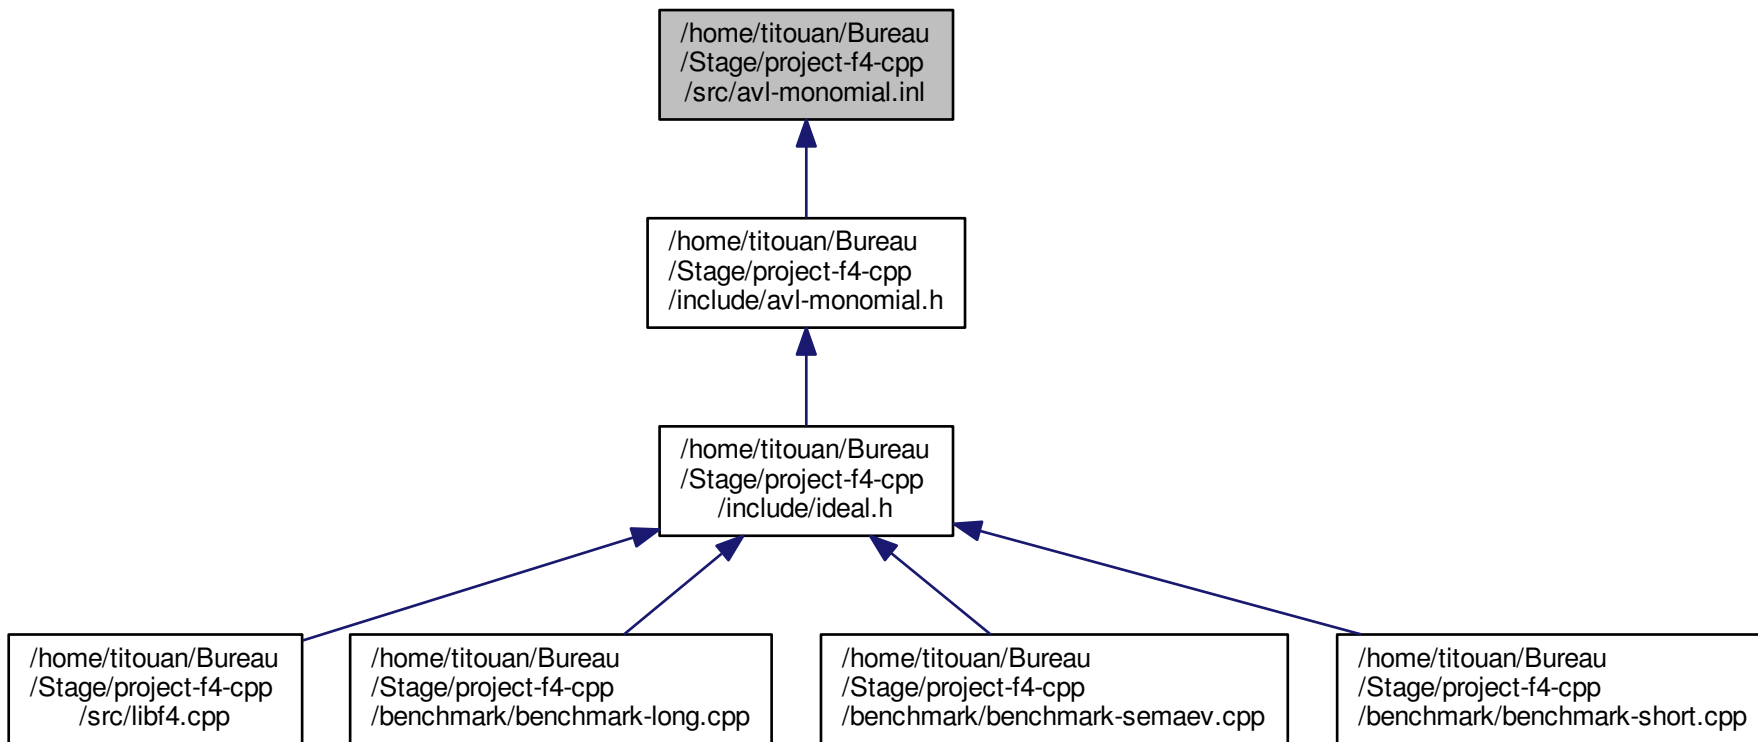 /home/titouan/Bureau
/Stage/project-f4-cpp
/src/avl-monomial.inl
/home/titouan/Bureau
/Stage/project-f4-cpp
/include/avl-monomial.h
/home/titouan/Bureau
/Stage/project-f4-cpp
/include/ideal.h
/home/titouan/Bureau
/Stage/project-f4-cpp
/src/libf4.cpp
/home/titouan/Bureau
/Stage/project-f4-cpp
/benchmark/benchmark-long.cpp
/home/titouan/Bureau
/Stage/project-f4-cpp
/benchmark/benchmark-semaev.cpp
/home/titouan/Bureau
/Stage/project-f4-cpp
/benchmark/benchmark-short.cpp